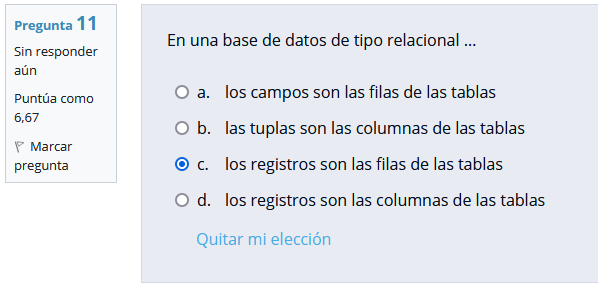 Pregunta 11
Sin responder
aún
Puntúa como
6,67
Marcar
pregunta
En una base de datos de tipo relacional ...
a. los campos son las filas de las tablas
b. las tuplas son las columnas de las tablas
c. los registros son las filas de las tablas
d. los registros son las columnas de las tablas
Quitar mi elección